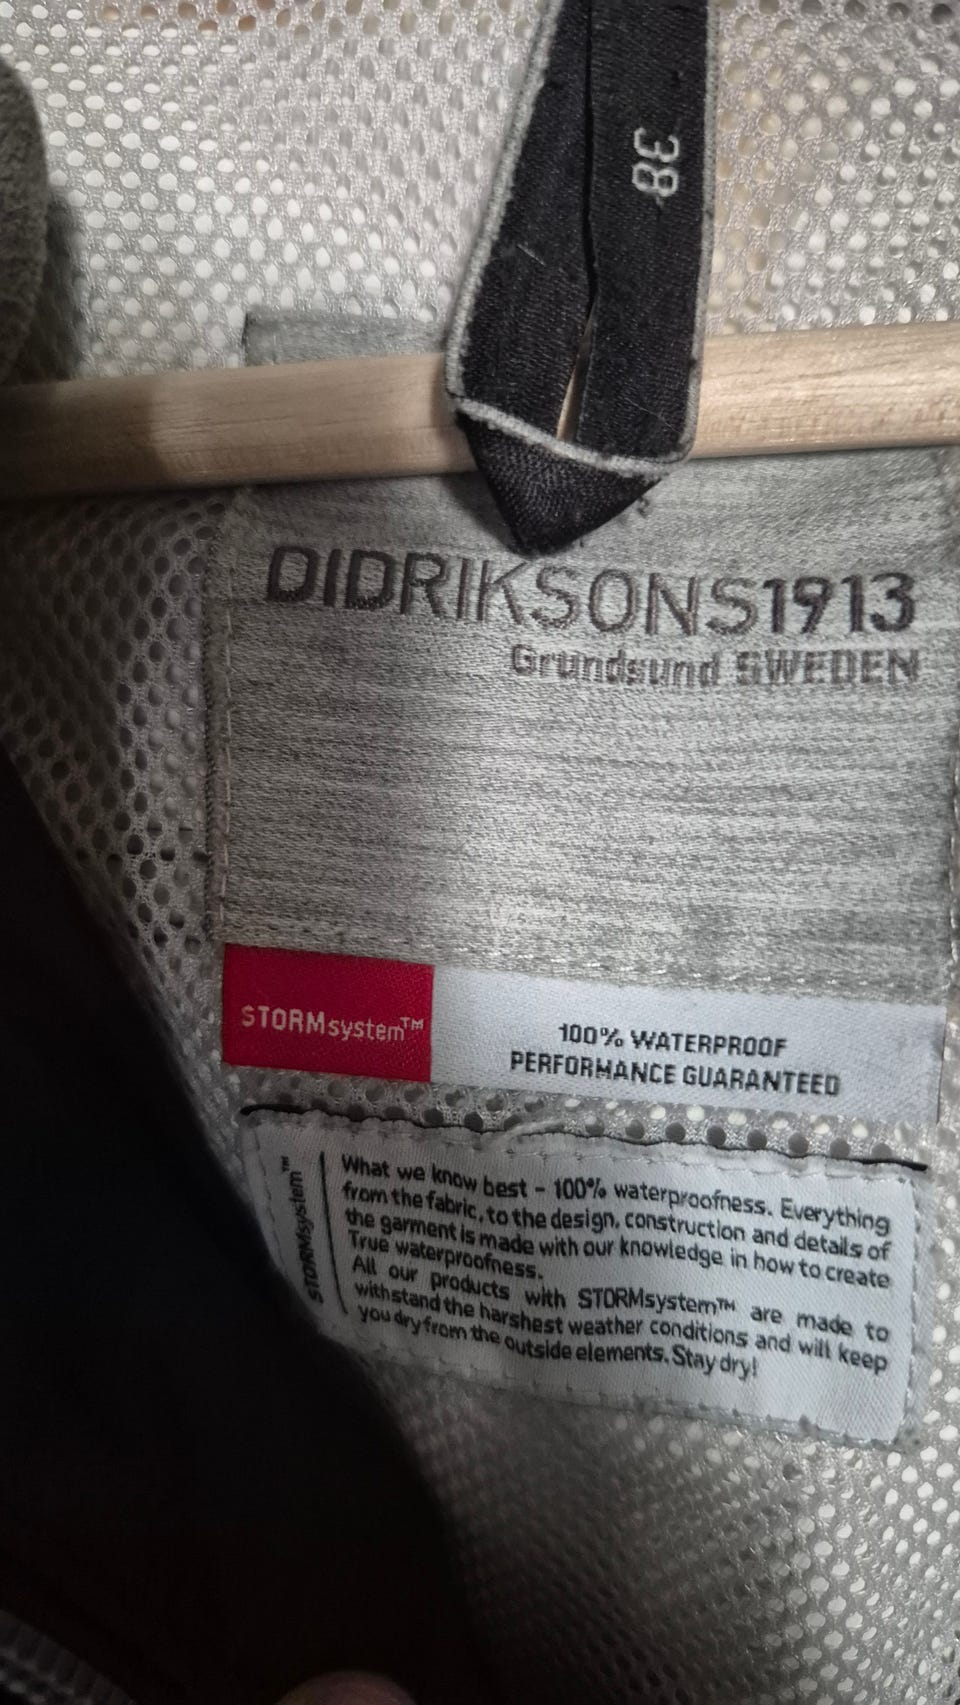 38
DIDRIKSONS1913
Grundsund SWEDEN
STORMsystem™
100% WATERPROOF
PERFORMANCE GUARANTEED
STORMsystem™
What we know best - 100% waterproofness. Everything
from the fabric, to the design, construction and details of
the garment is made with our knowledge in how to create
True waterproofness.
All our products with STORMsystem™ are made to
withstand the harshest weather conditions and will keep
you dry from the outside elements. Stay dry!